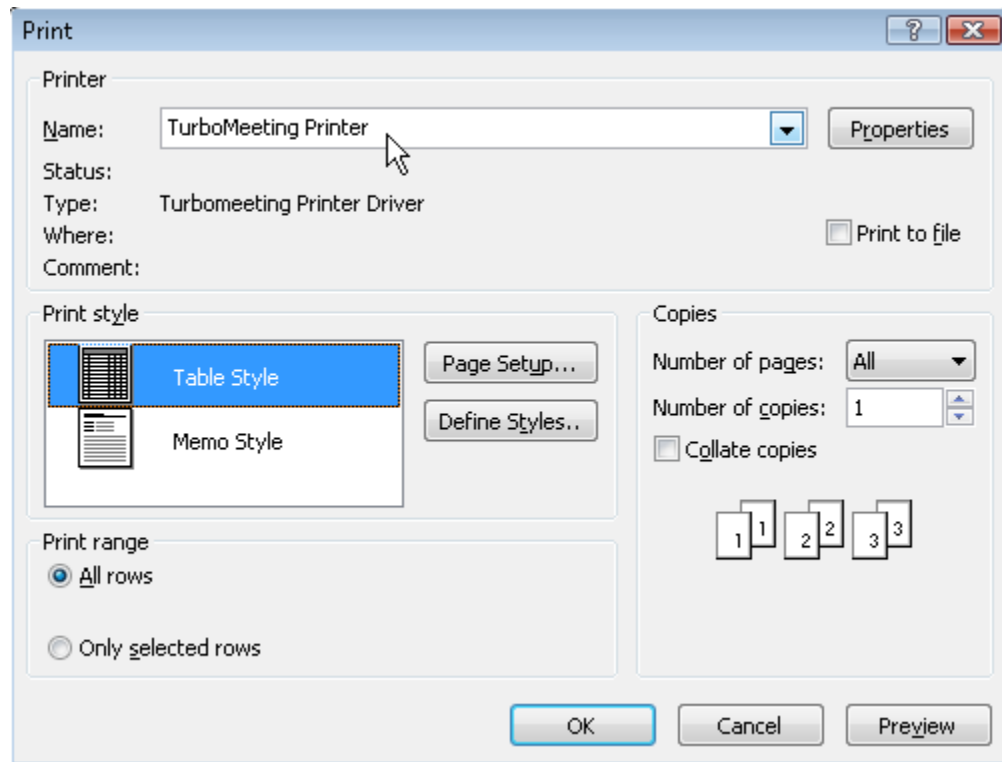 Print
Printer
Name: TurboMeeting Printer Properties
Status:
Type: Turbomeeting Printer Driver
Where: Print to file
Comment:
Print style
Table Style
Memo Style
Page Setup...
Define Styles..
Copies
Number of pages: All
Number of copies: 1
Collate copies
1 1 2 2 3 3
Print range
All rows
Only selected rows
OK Cancel Preview